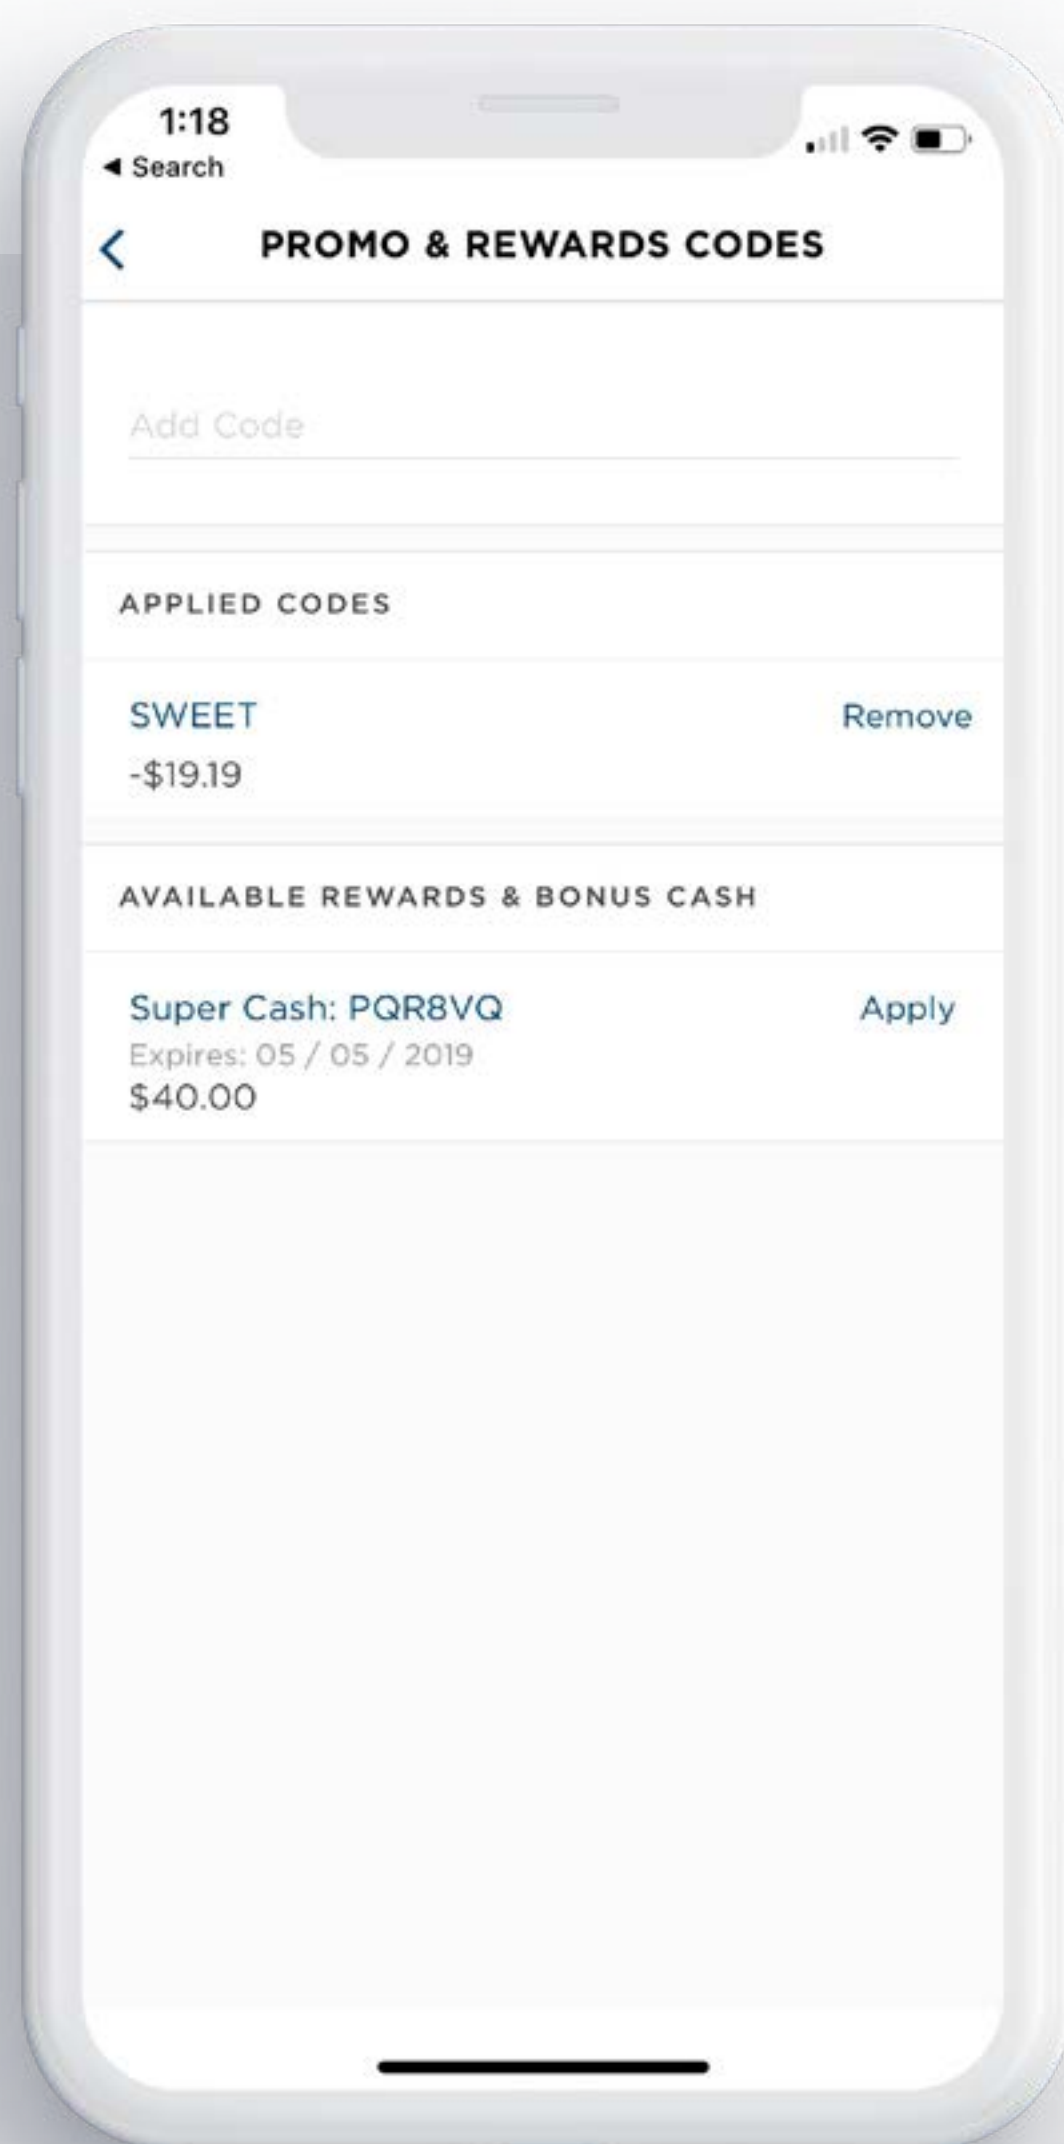 1:18
◀ Search
PROMO & REWARDS CODES
Add Code
APPLIED CODES
SWEET
Remove
-$19.19
AVAILABLE REWARDS & BONUS CASH
Super Cash: PQR8VQ
Apply
Expires: 05 / 05 / 2019
$40.00